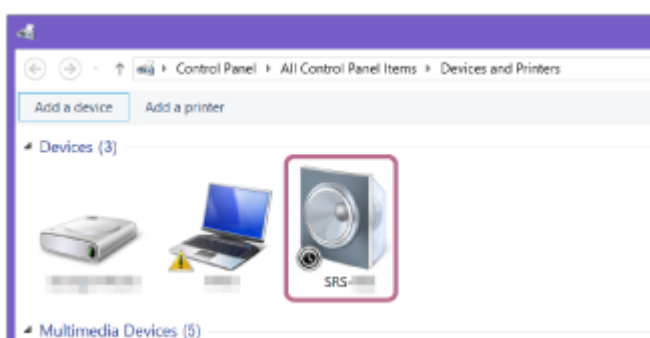 Control Panel ▸ All Control Panel Items ▸ Devices and Printers
Add a device Add a printer
Devices (3)
SRS-
Multimedia Devices (5)